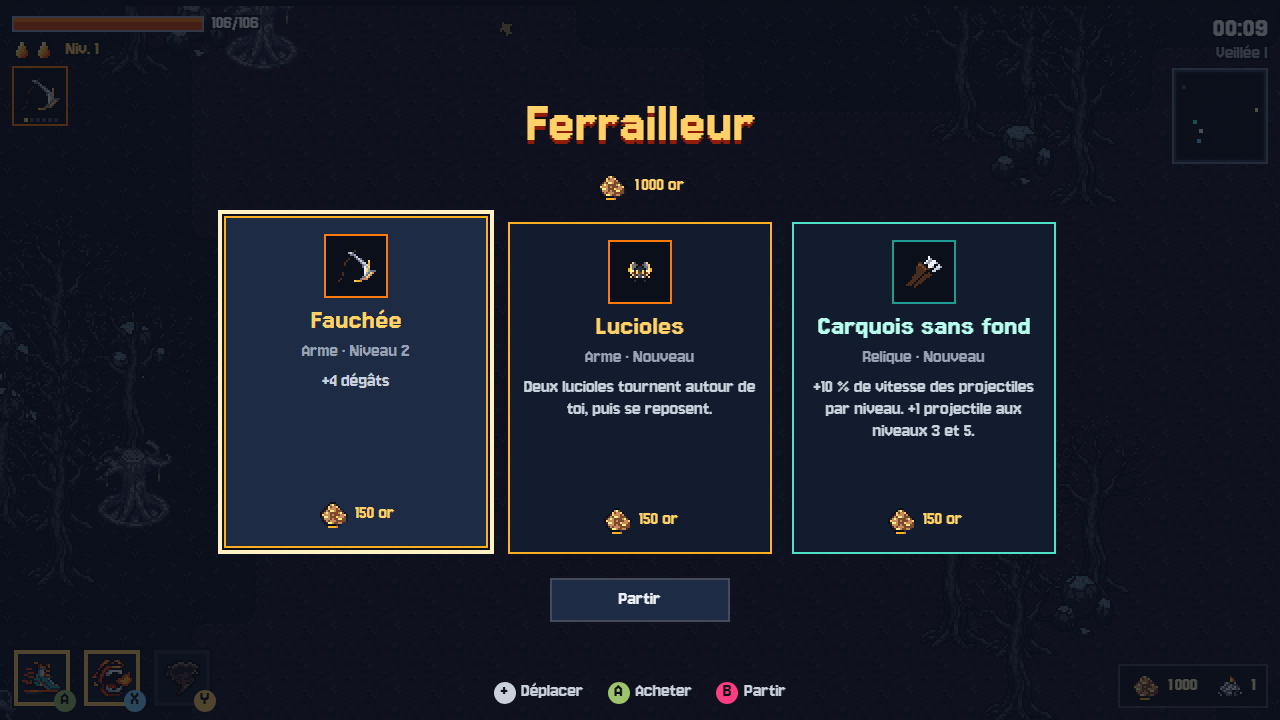 106/106
Niv. 1
00:09
Veillée I
Ferrailleur
1000 or
Fauchée
Arme · Niveau 2
+4 dégâts
150 or
Lucioles
Arme · Nouveau
Deux lucioles tournent autour de
toi, puis se reposent.
150 or
Carquois sans fond
Relique · Nouveau
+10 % de vitesse des projectiles
par niveau. +1 projectile aux
niveaux 3 et 5.
150 or
Partir
A
X
Y
+ Déplacer
A Acheter
B Partir
1000
1